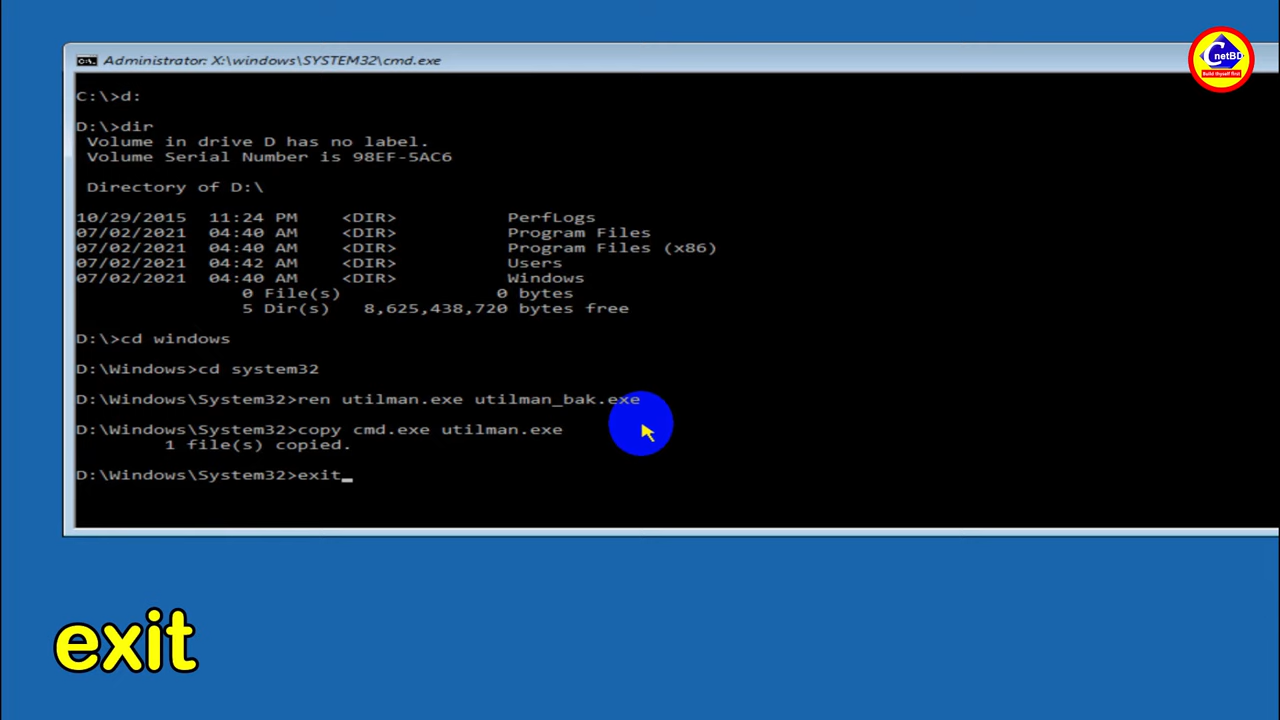 Administrator: X:\windows\SYSTEM32\cmd.exe
CnetBD
Build thyself first
C:\>d:
D:\>dir
Volume in drive D has no label.
Volume Serial Number is 98EF-5AC6
Directory of D:\
10/29/2015 11:24 PM <DIR> PerfLogs
07/02/2021 04:40 AM <DIR> Program Files
07/02/2021 04:40 AM <DIR> Program Files (x86)
07/02/2021 04:42 AM <DIR> Users
07/02/2021 04:40 AM <DIR> Windows
0 File(s) 0 bytes
5 Dir(s) 8,625,438,720 bytes free
D:\>cd windows
D:\Windows>cd system32
D:\Windows\System32>ren utilman.exe utilman_bak.exe
D:\Windows\System32>copy cmd.exe utilman.exe
1 file(s) copied.
D:\Windows\System32>exit_
exit